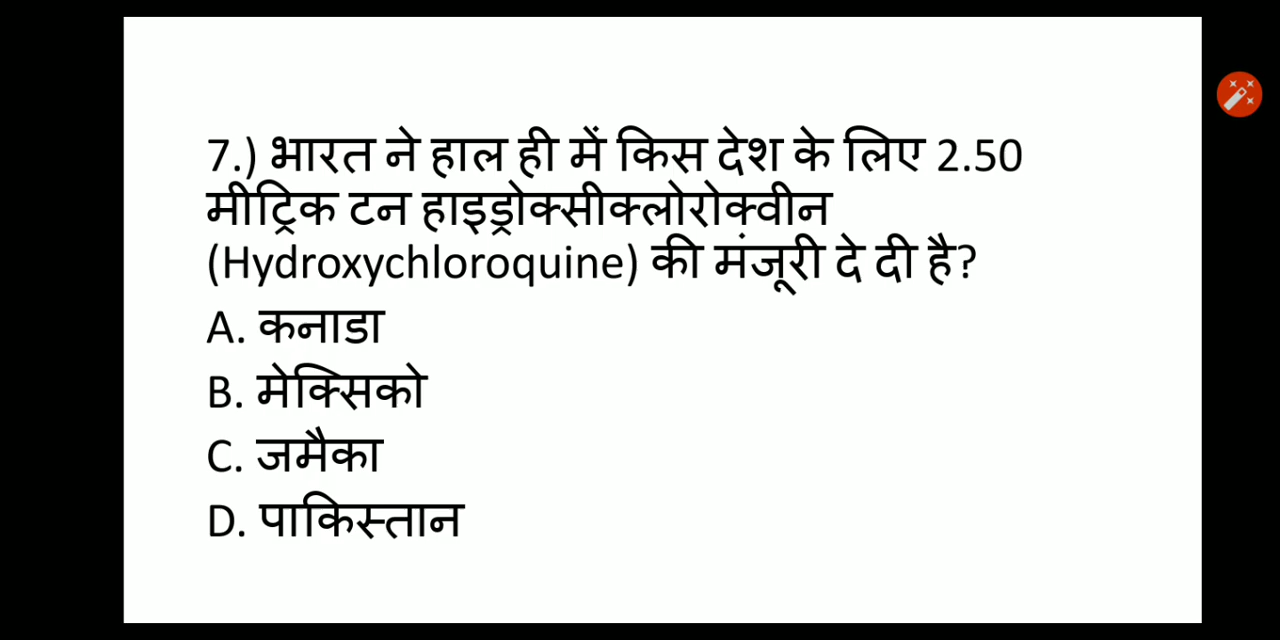 7.) भारत ने हाल ही में किस देश के लिए 2.50
मीट्रिक टन हाइड्रोक्सीक्लोरोक्वीन
(Hydroxychloroquine) की मंजूरी दे दी है?
A. कनाडा
B. मेक्सिको
C. जमैका
D. पाकिस्तान